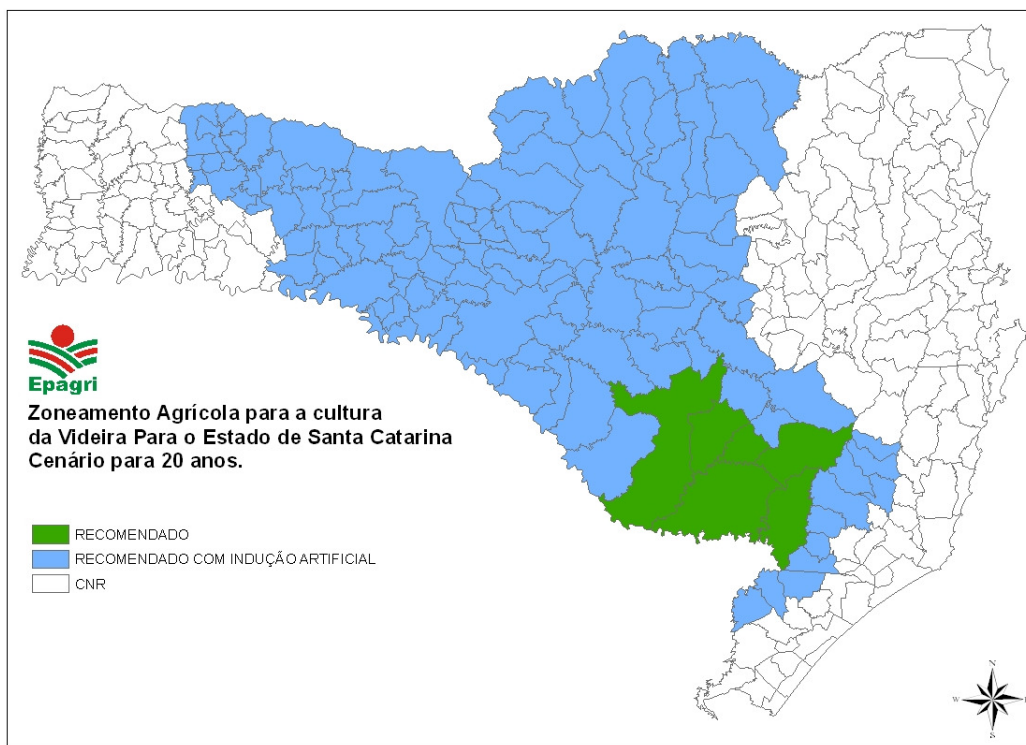 Epagri
Zoneamento Agrícola para a cultura
da Videira Para o Estado de Santa Catarina
Cenário para 20 anos.
RECOMENDADO
RECOMENDADO COM INDUÇÃO ARTIFICIAL
CNR
N
W
E
S